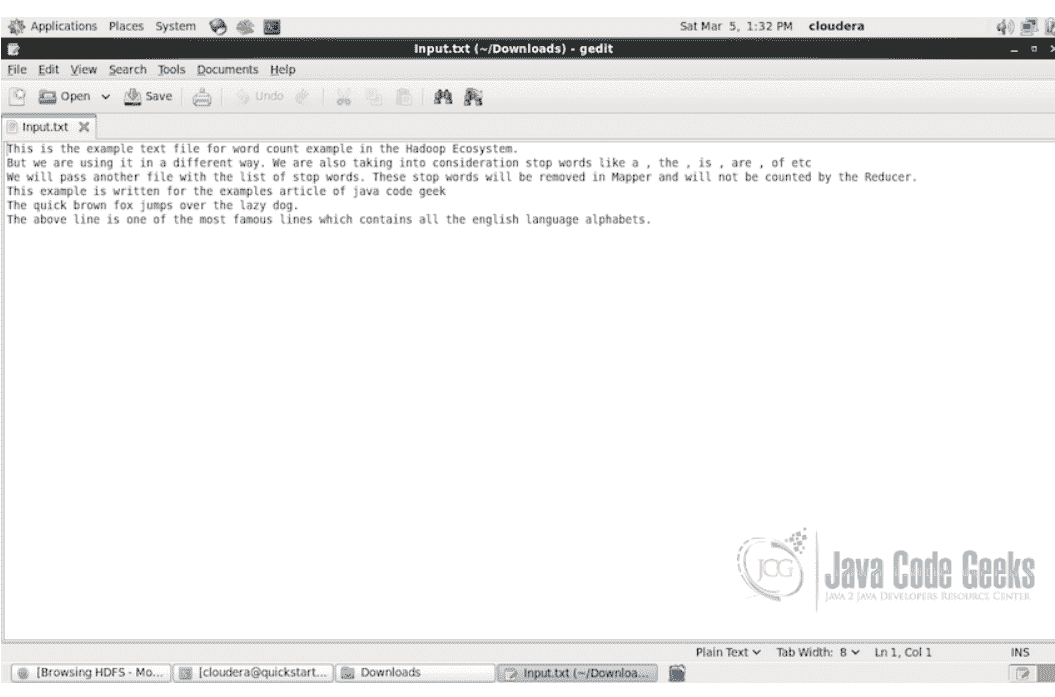 Applications Places System Sat Mar 5, 1:32 PM cloudera
Input.txt (~/Downloads) - gedit
File Edit View Search Tools Documents Help
Open Save Undo
Input.txt
This is the example text file for word count example in the Hadoop Ecosystem.
But we are using it in a different way. We are also taking into consideration stop words like a , the , is , are , of etc
We will pass another file with the list of stop words. These stop words will be removed in Mapper and will not be counted by the Reducer.
This example is written for the examples article of java code geek
The quick brown fox jumps over the lazy dog.
The above line is one of the most famous lines which contains all the english language alphabets.
JCG
Java Code Geeks
JAVA 2 JAVA DEVELOPERS RESOURCE CENTER
Plain Text Tab Width: 8 Ln 1, Col 1 INS
[Browsing HDFS - Mo... [cloudera@quickstart... Downloads Input.txt (~/Downloa...